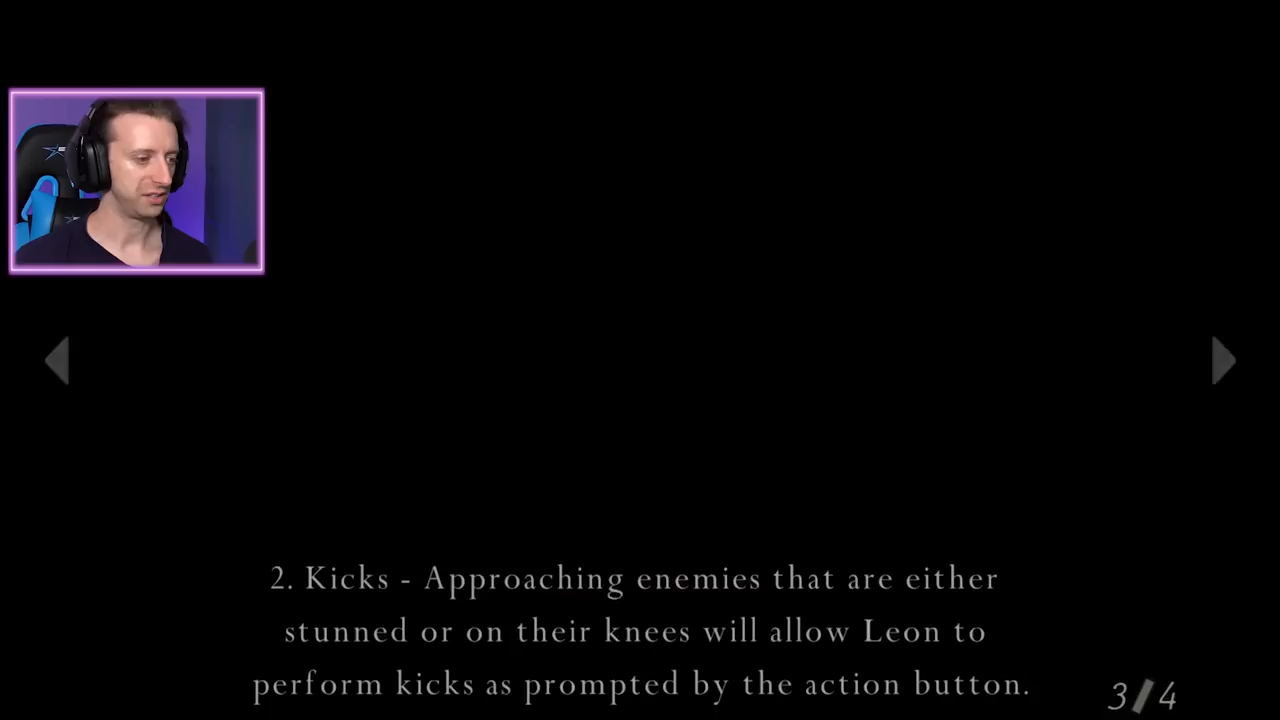 2. Kicks - Approaching enemies that are either
stunned or on their knees will allow Leon to
perform kicks as prompted by the action button.
3/4